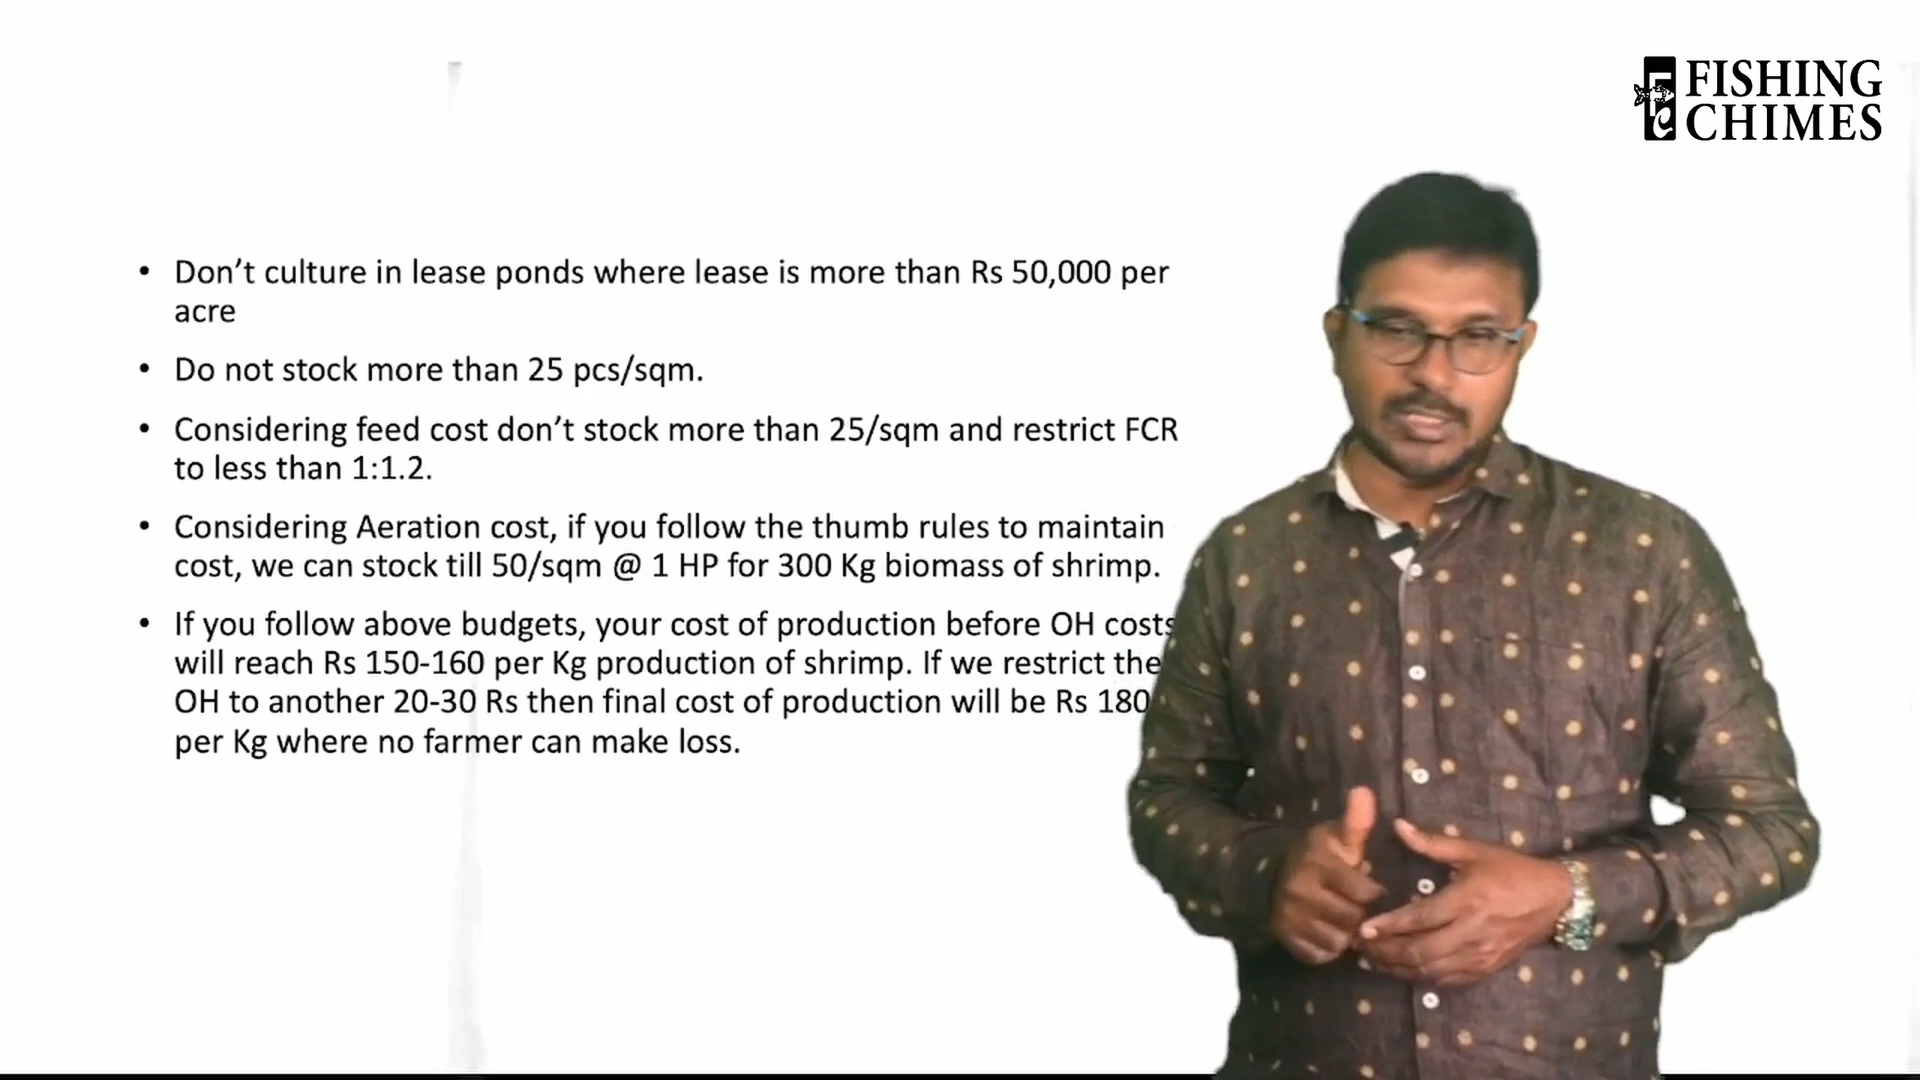 FISHING
CHIMES
• Don’t culture in lease ponds where lease is more than Rs 50,000 per
acre
• Do not stock more than 25 pcs/sqm.
• Considering feed cost don’t stock more than 25/sqm and restrict FCR
to less than 1:1.2.
• Considering Aeration cost, if you follow the thumb rules to maintain
cost, we can stock till 50/sqm @ 1 HP for 300 Kg biomass of shrimp.
• If you follow above budgets, your cost of production before OH costs
will reach Rs 150-160 per Kg production of shrimp. If we restrict the
OH to another 20-30 Rs then final cost of production will be Rs 180
per Kg where no farmer can make loss.